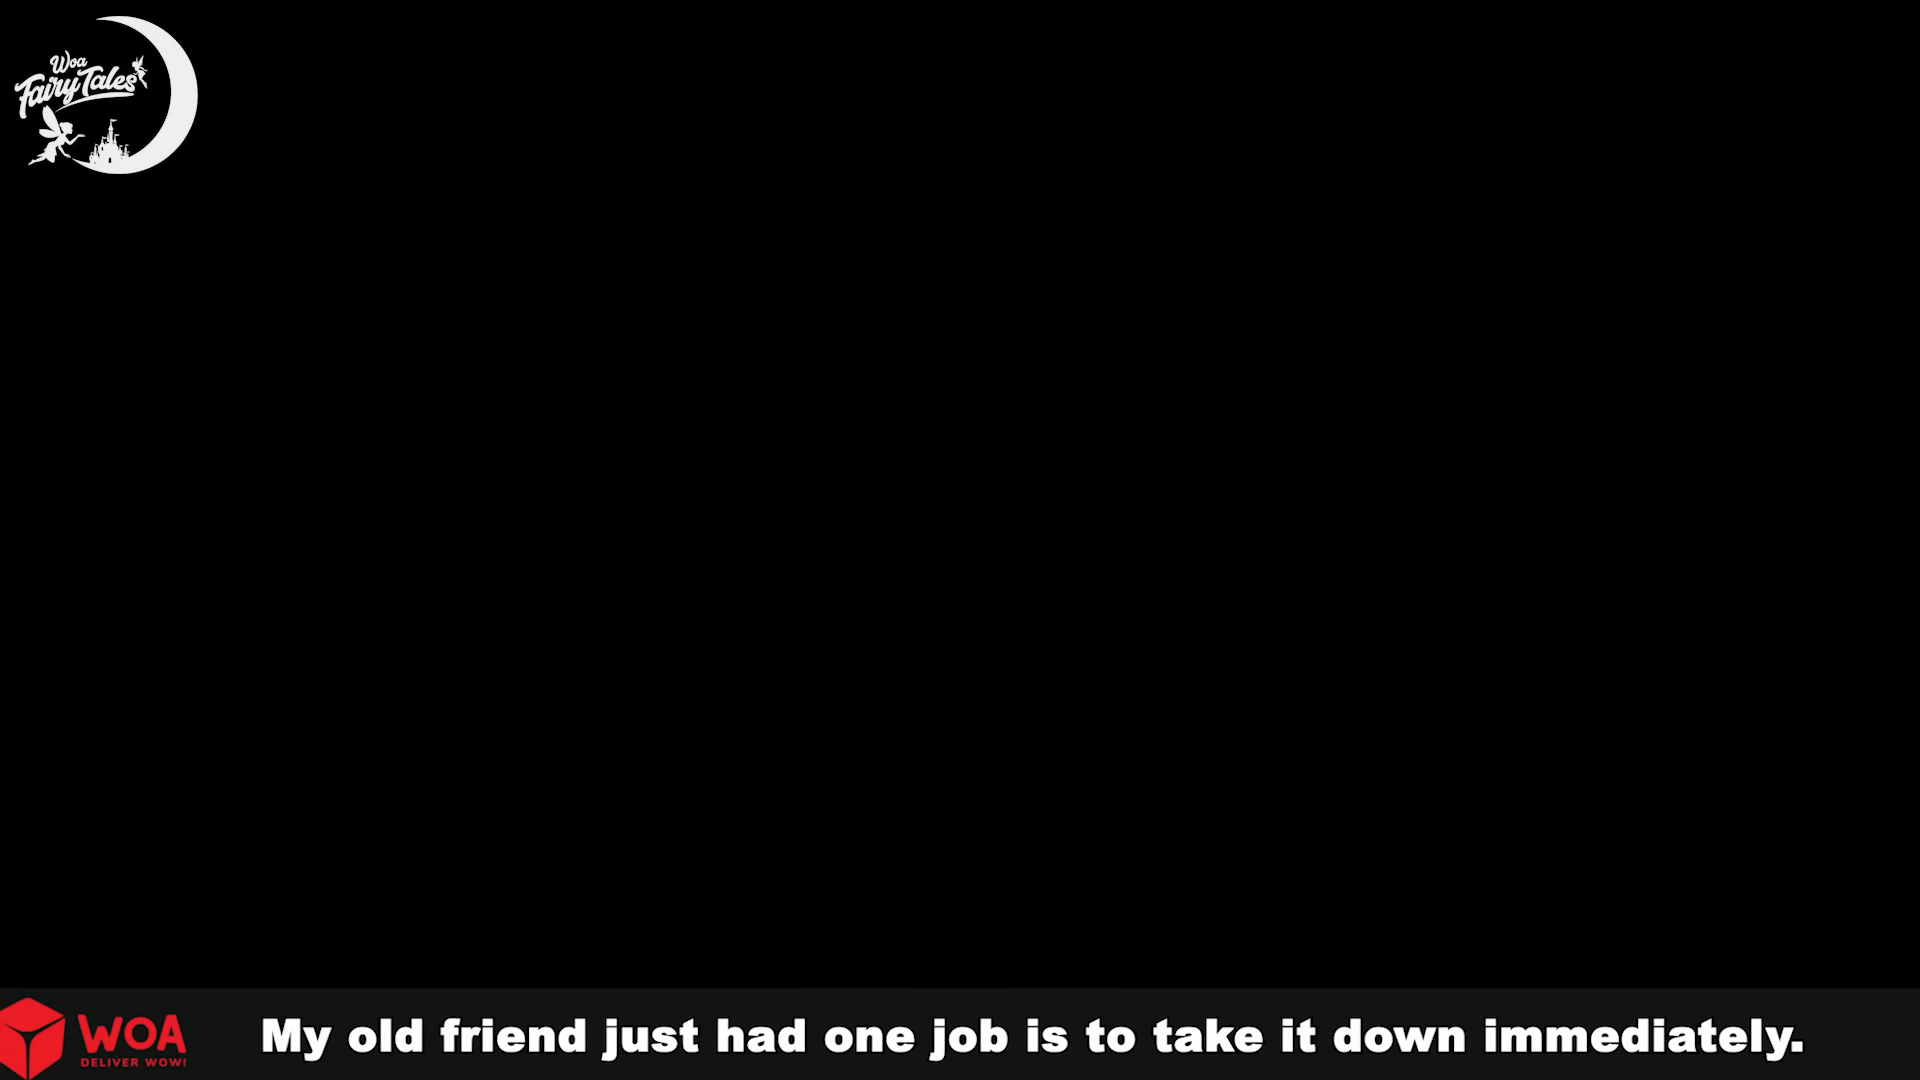 Woa
Fairy Tales
WOA
DELIVER WOW!
My old friend just had one job is to take it down immediately.